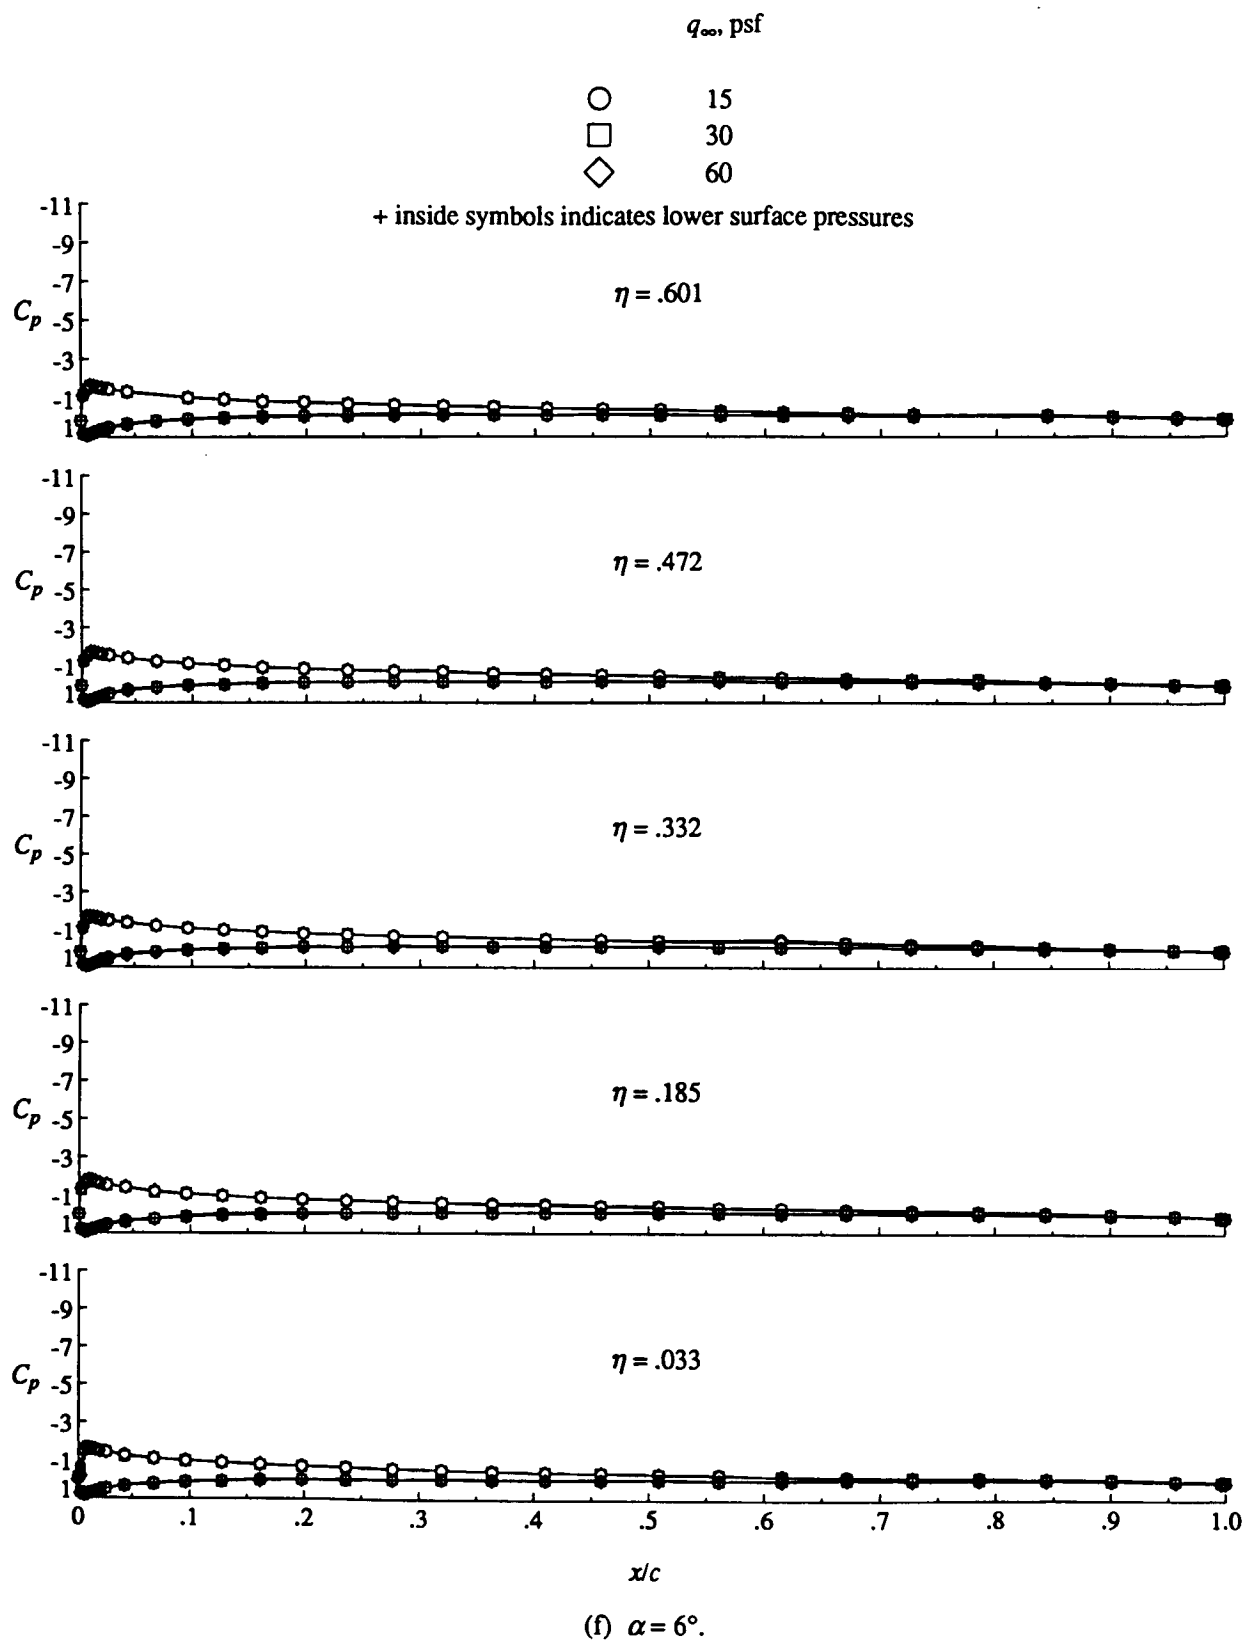 q∞, psf
15
30
60
+ inside symbols indicates lower surface pressures
-11
-9
-7
Cp -5
-3
-1
1
η = .601
-11
-9
-7
Cp -5
-3
-1
1
η = .472
-11
-9
-7
Cp -5
-3
-1
1
η = .332
-11
-9
-7
Cp -5
-3
-1
1
η = .185
-11
-9
-7
Cp -5
-3
-1
1
η = .033
0 .1 .2 .3 .4 .5 .6 .7 .8 .9 1.0
x/c
(f) α = 6°.